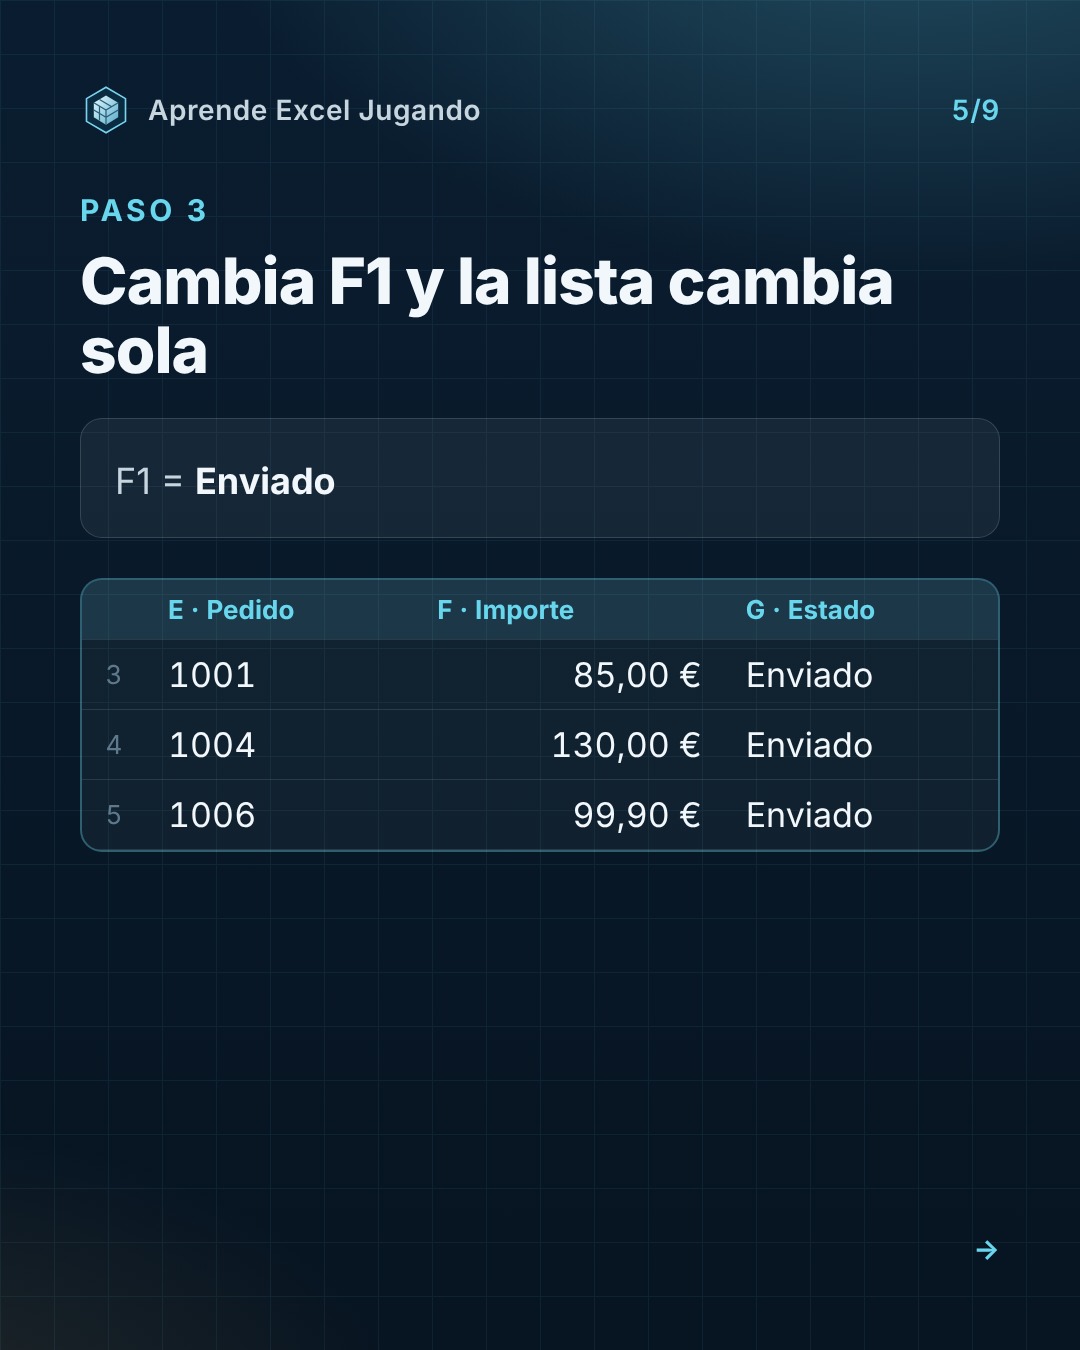 Aprende Excel Jugando
5/9
PASO 3
Cambia F1 y la lista cambia
sola
F1 = Enviado
E · Pedido F · Importe G · Estado
3 1001 85,00 € Enviado
4 1004 130,00 € Enviado
5 1006 99,90 € Enviado
→